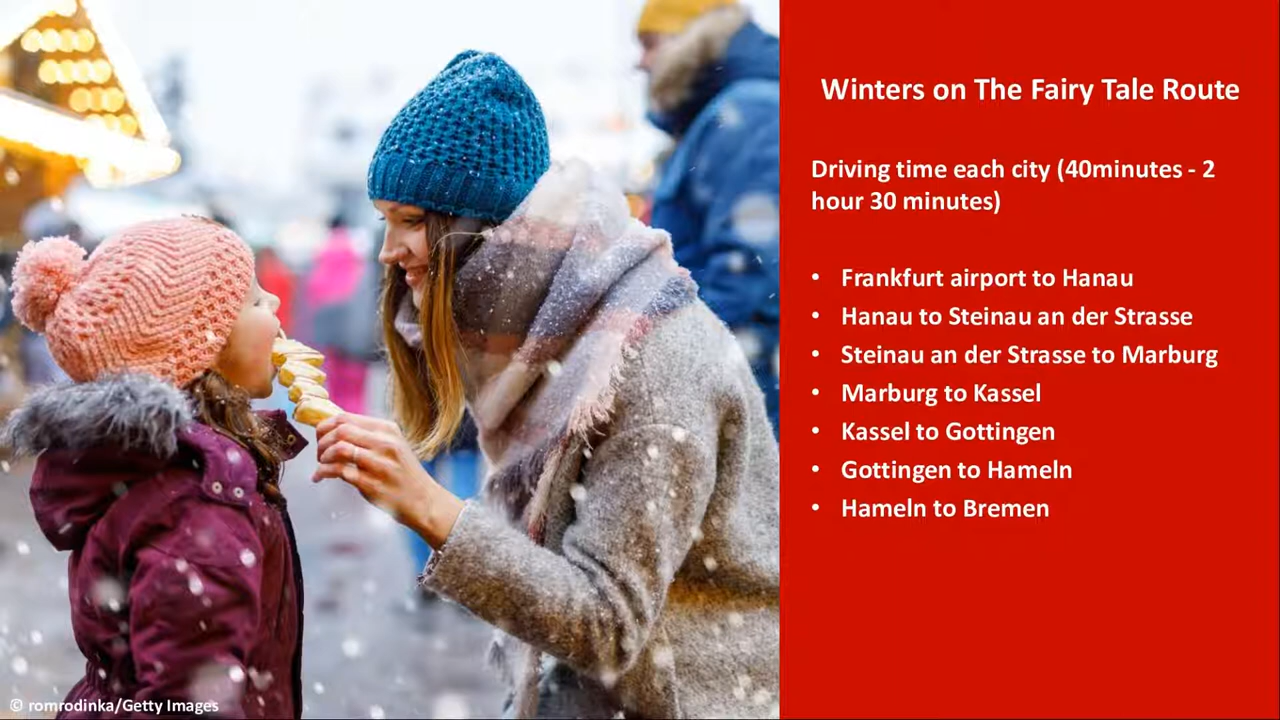 Winters on The Fairy Tale Route
Driving time each city (40minutes - 2
hour 30 minutes)
• Frankfurt airport to Hanau
• Hanau to Steinau an der Strasse
• Steinau an der Strasse to Marburg
• Marburg to Kassel
• Kassel to Gottingen
• Gottingen to Hameln
• Hameln to Bremen
© romrodinka/Getty Images